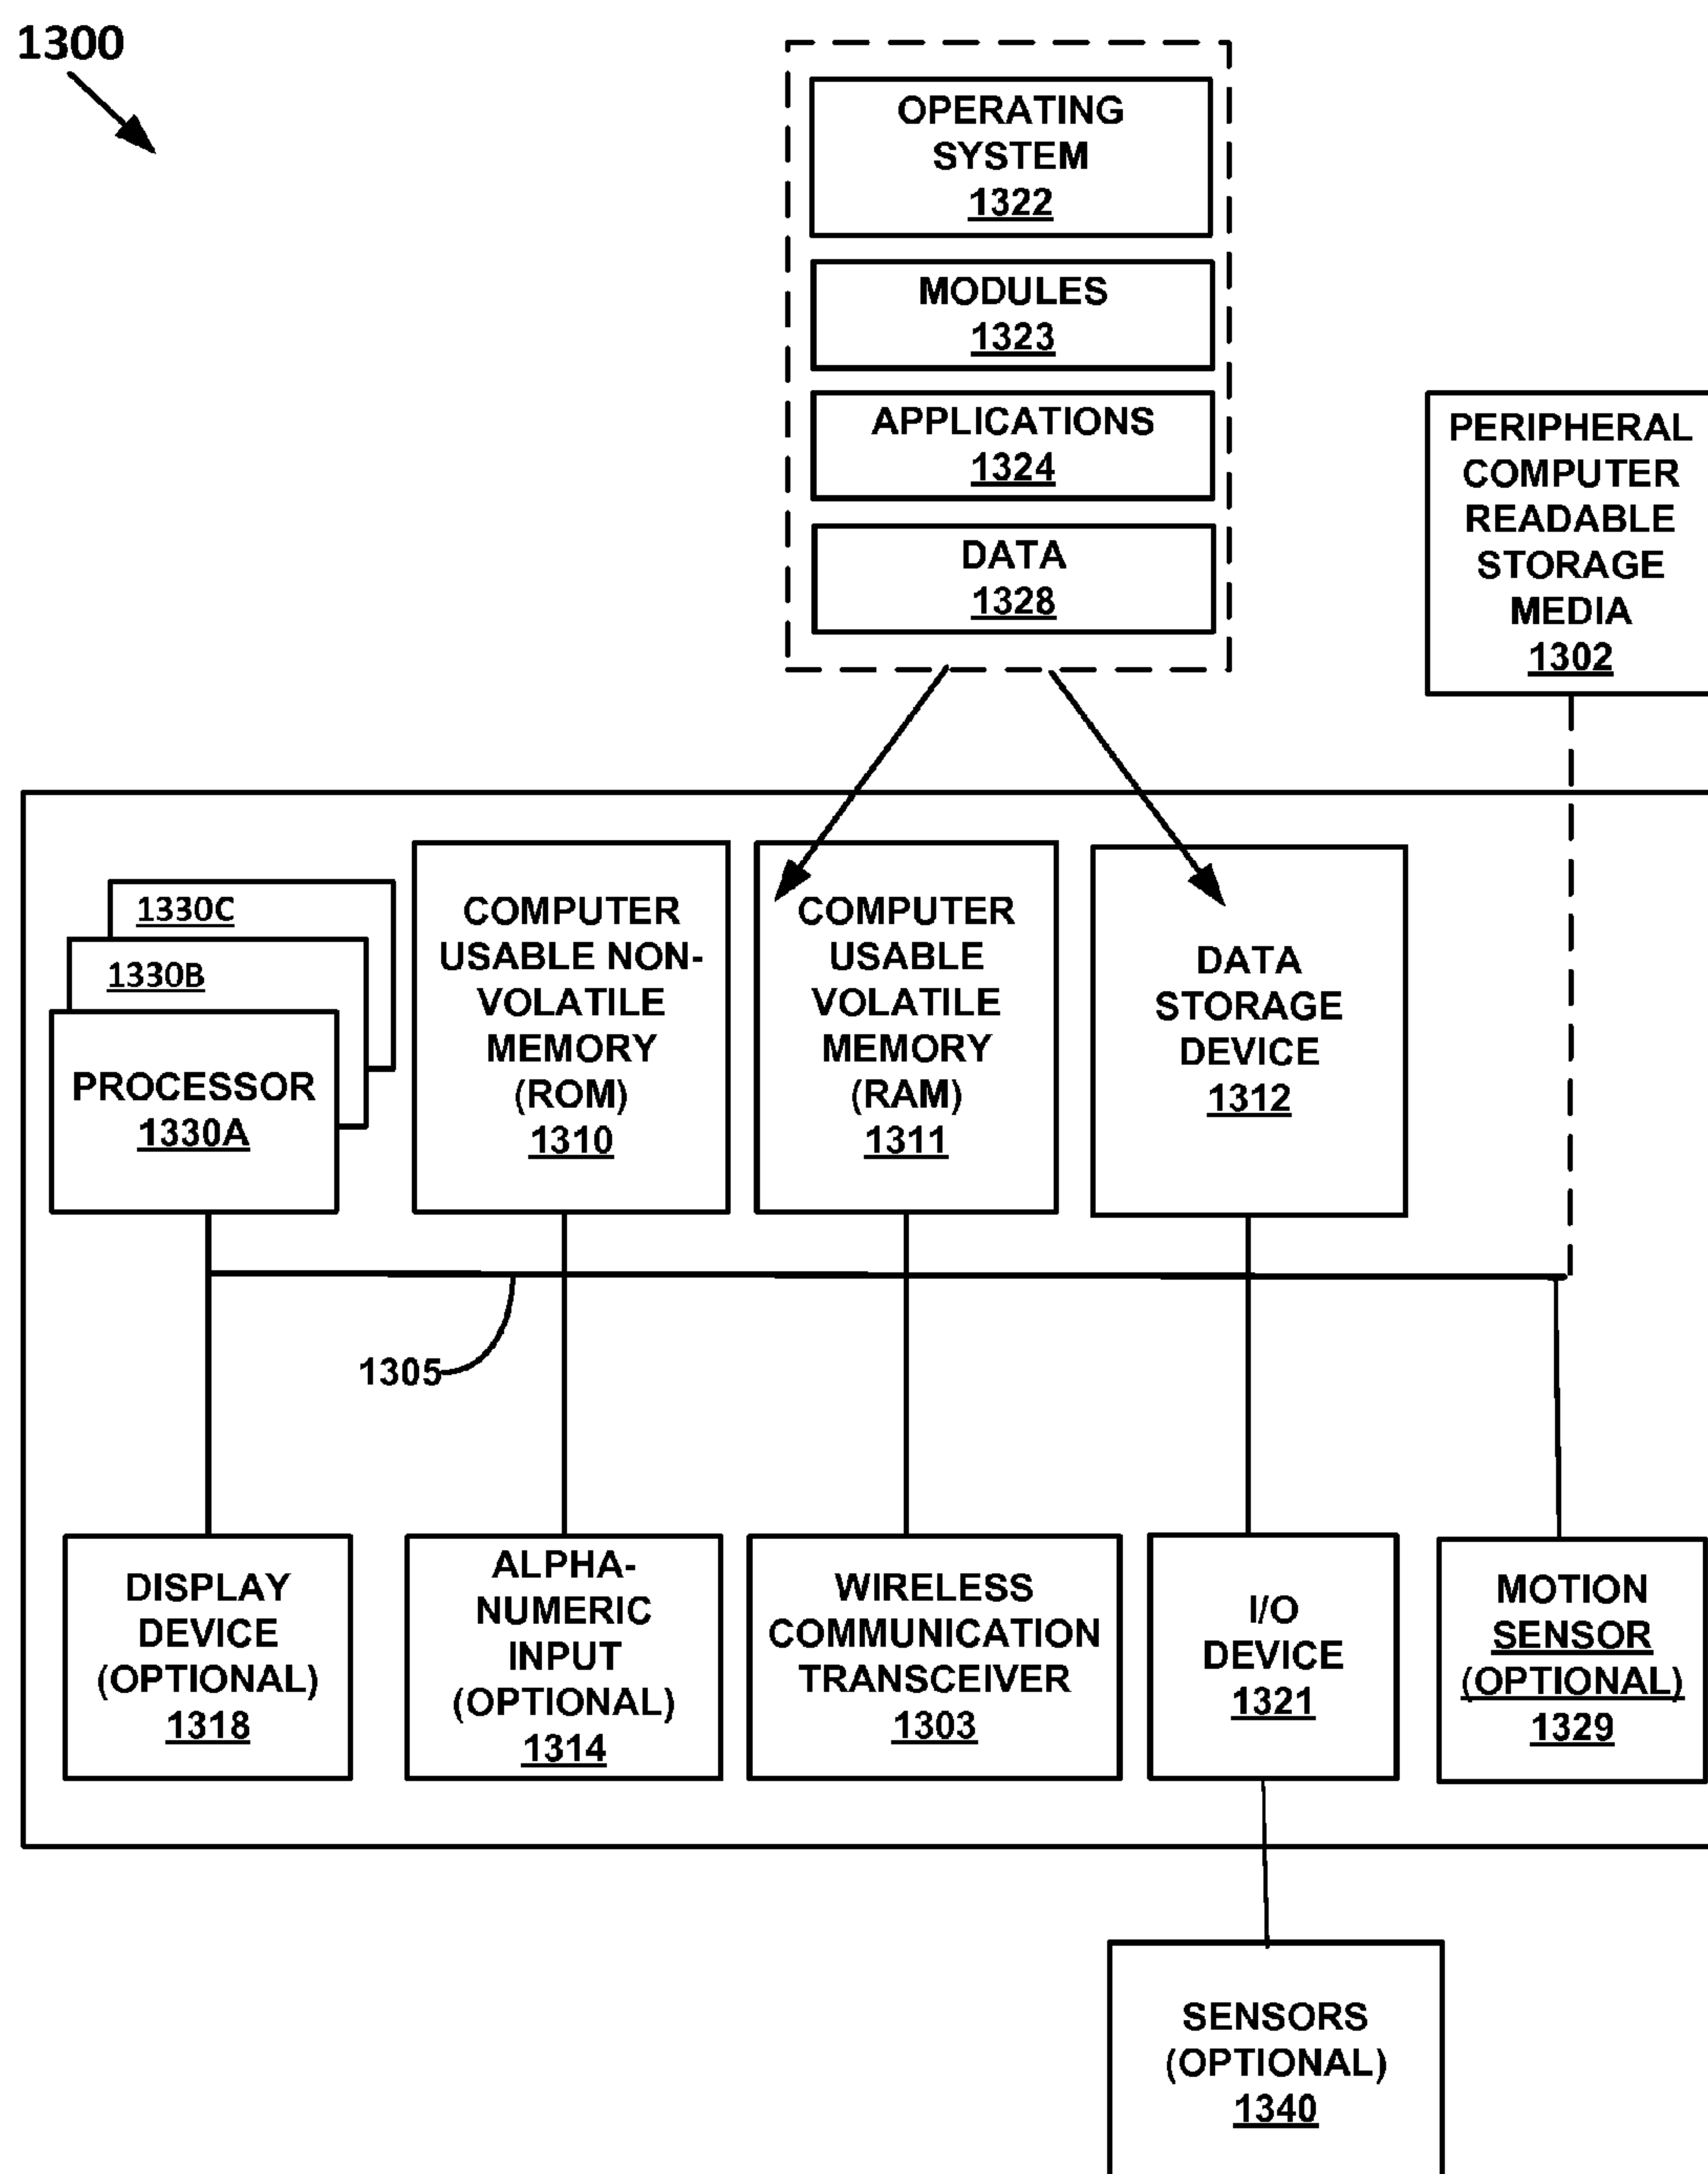 1300
OPERATING
SYSTEM
1322
MODULES
1323
APPLICATIONS
1324
DATA
1328
PERIPHERAL
COMPUTER
READABLE
STORAGE
MEDIA
1302
1330C
1330B
PROCESSOR
1330A
COMPUTER
USABLE NON-
VOLATILE
MEMORY
(ROM)
1310
COMPUTER
USABLE
VOLATILE
MEMORY
(RAM)
1311
DATA
STORAGE
DEVICE
1312
1305
DISPLAY
DEVICE
(OPTIONAL)
1318
ALPHA-
NUMERIC
INPUT
(OPTIONAL)
1314
WIRELESS
COMMUNICATION
TRANSCEIVER
1303
I/O
DEVICE
1321
MOTION
SENSOR
(OPTIONAL)
1329
SENSORS
(OPTIONAL)
1340